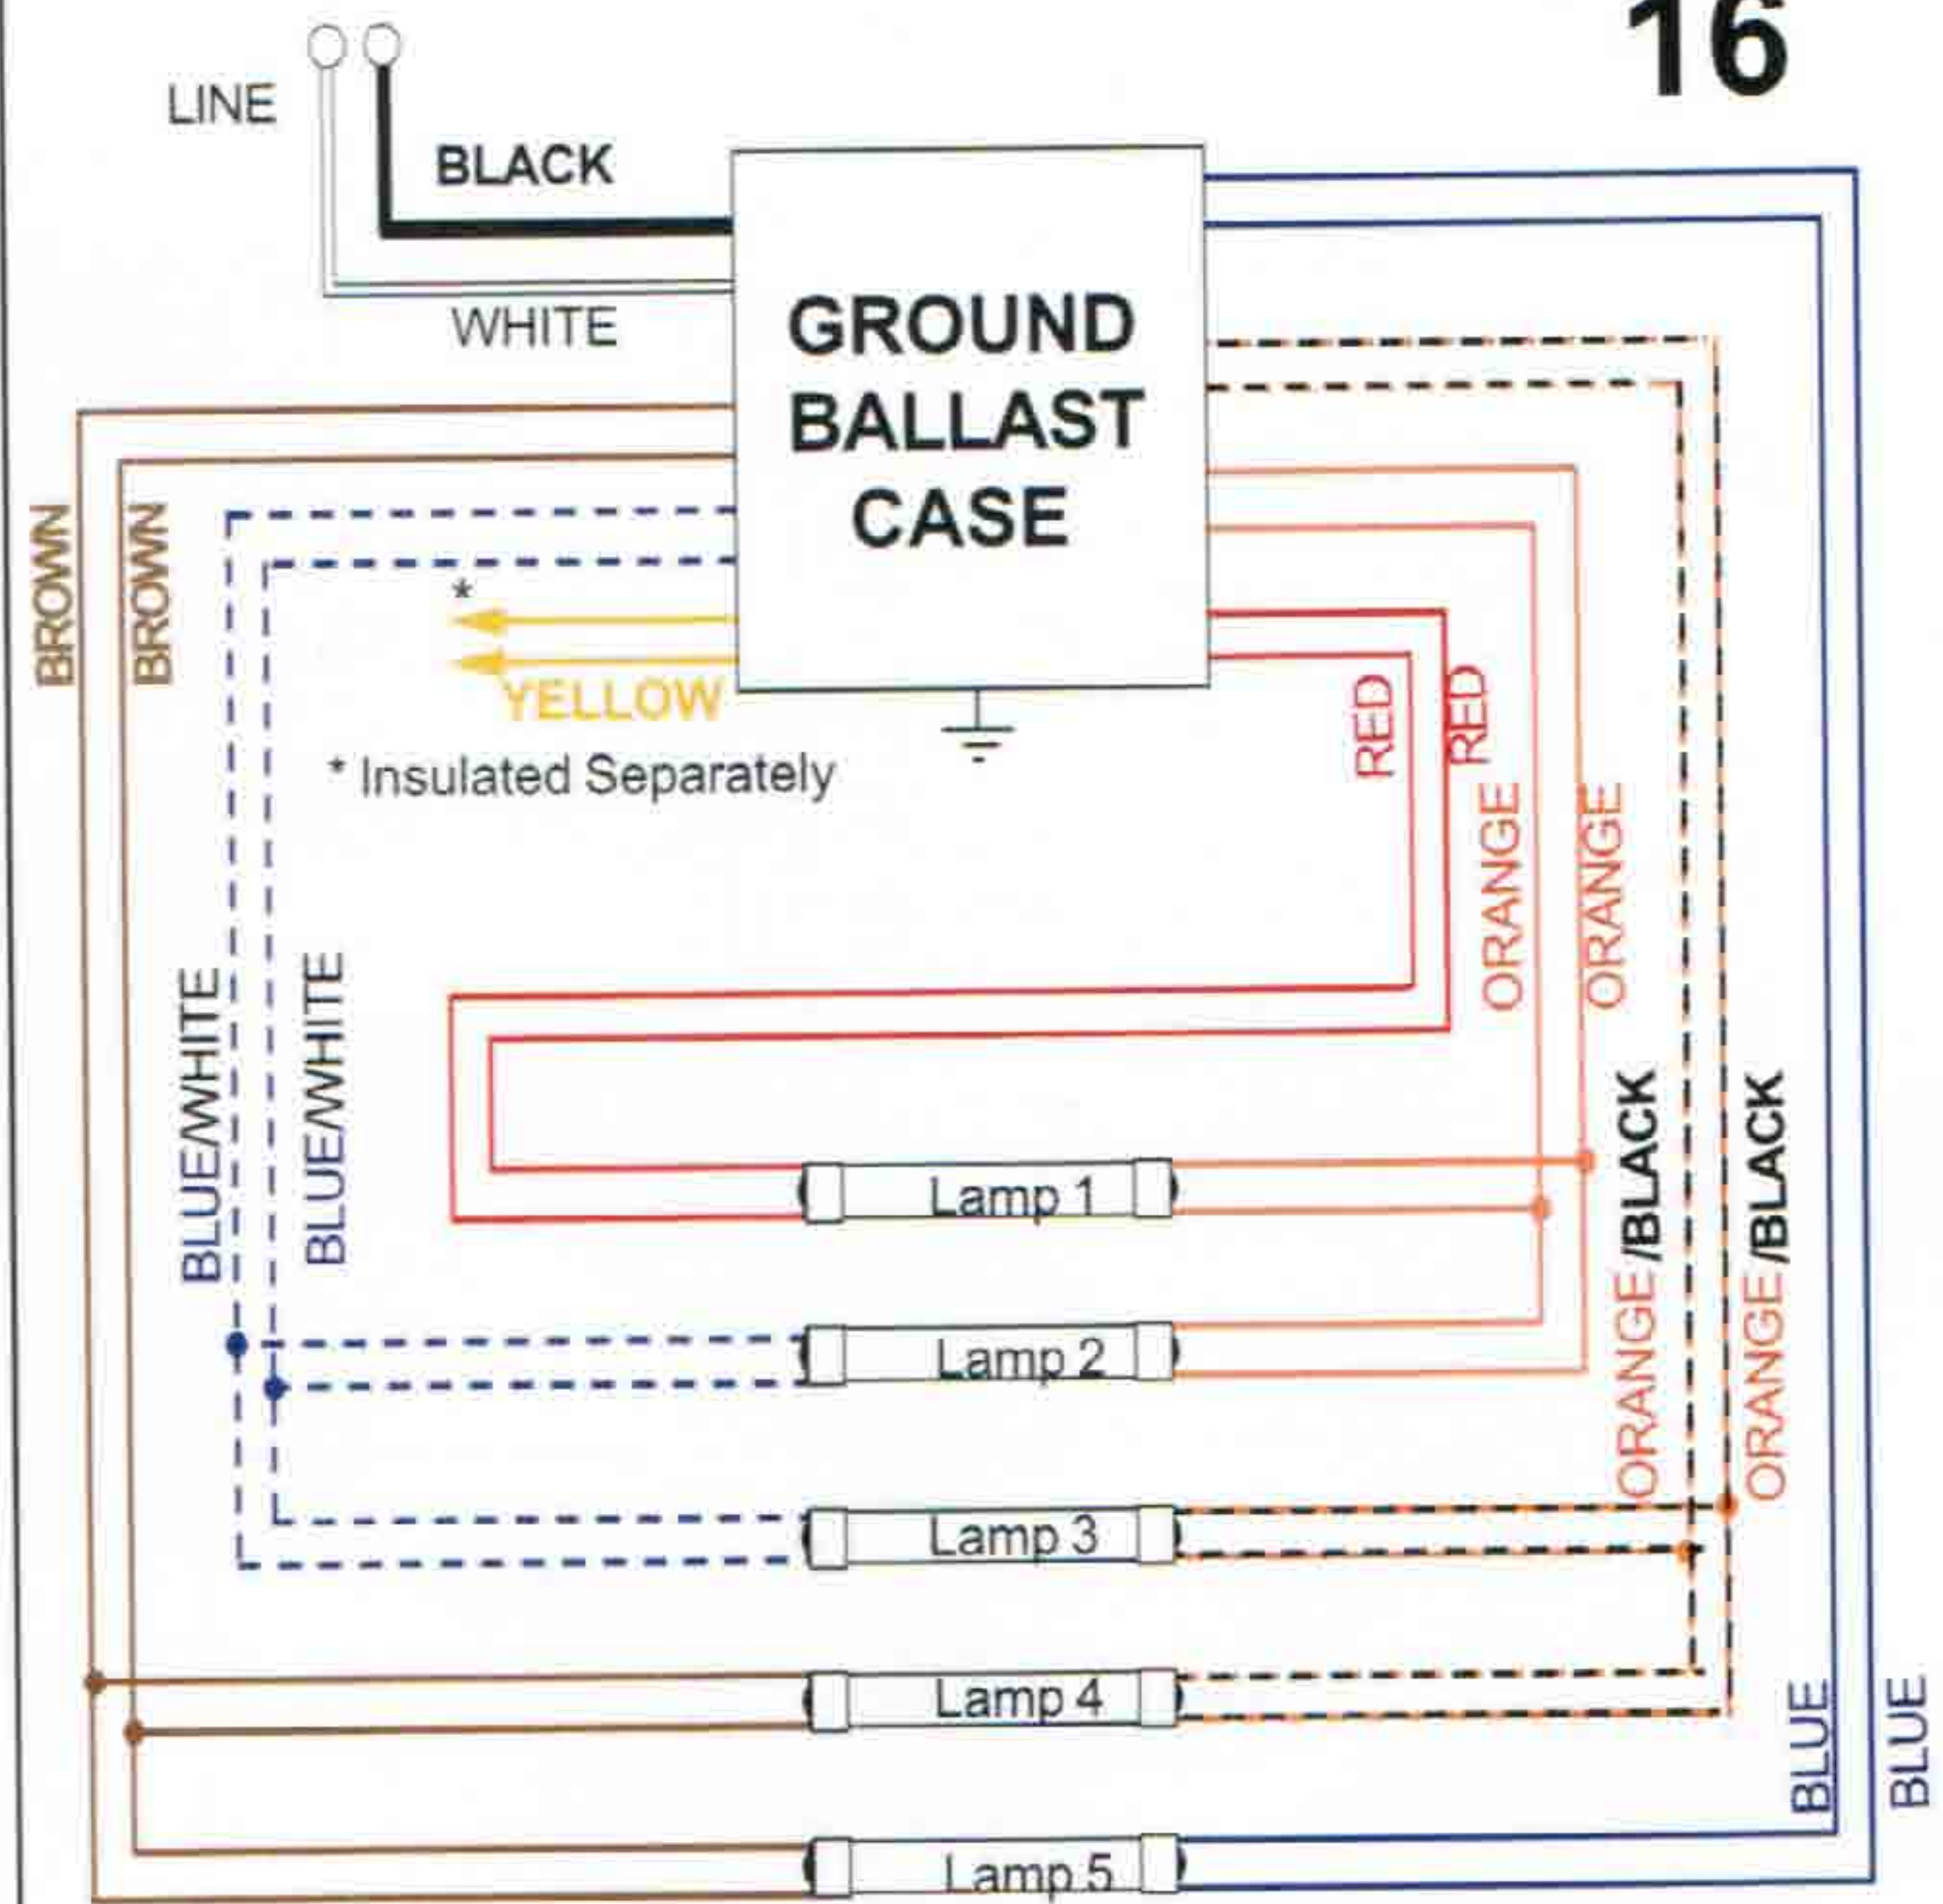 16
LINE
BLACK
WHITE
GROUND
BALLAST
CASE
BROWN
BROWN
*
YELLOW
* Insulated Separately
RED
RED
ORANGE
ORANGE
BLUE/WHITE
BLUE/WHITE
ORANGE/BLACK
ORANGE/BLACK
Lamp 1
Lamp 2
Lamp 3
Lamp 4
BLUE
BLUE
Lamp 5